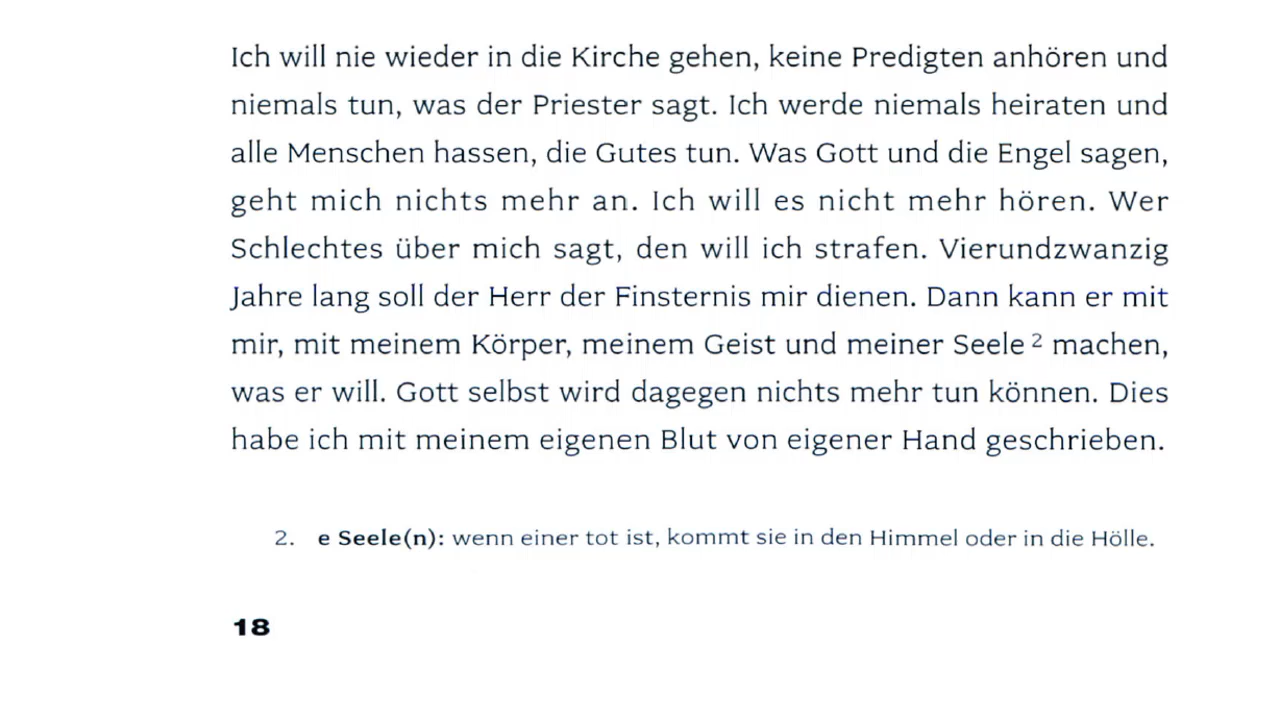 Ich will nie wieder in die Kirche gehen, keine Predigten anhören und
niemals tun, was der Priester sagt. Ich werde niemals heiraten und
alle Menschen hassen, die Gutes tun. Was Gott und die Engel sagen,
geht mich nichts mehr an. Ich will es nicht mehr hören. Wer
Schlechtes über mich sagt, den will ich strafen. Vierundzwanzig
Jahre lang soll der Herr der Finsternis mir dienen. Dann kann er mit
mir, mit meinem Körper, meinem Geist und meiner Seele 2 machen,
was er will. Gott selbst wird dagegen nichts mehr tun können. Dies
habe ich mit meinem eigenen Blut von eigener Hand geschrieben.
2. e Seele(n): wenn einer tot ist, kommt sie in den Himmel oder in die Hölle.
18